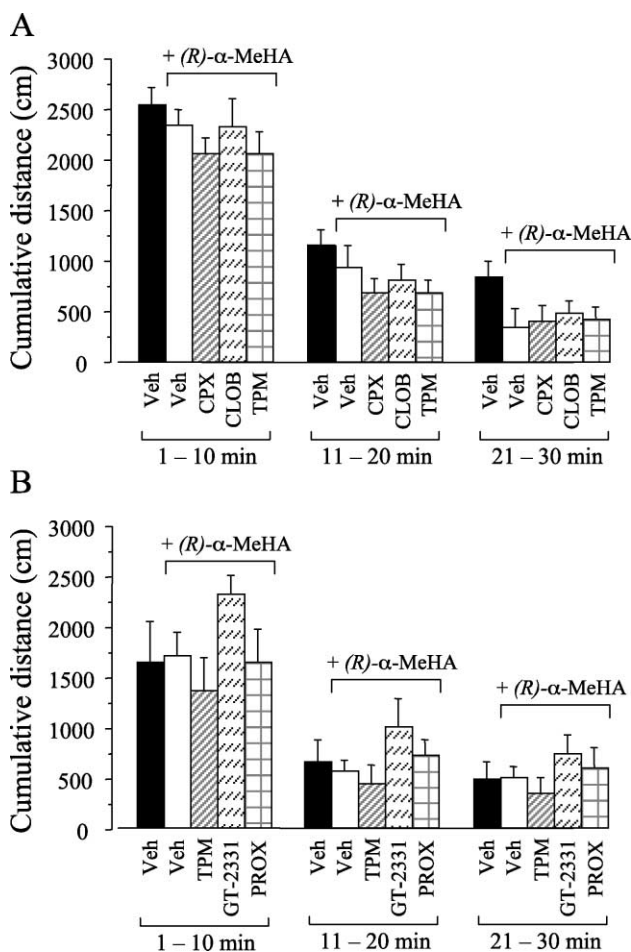 A
Cumulative distance (cm)
3000
2500
2000
1500
1000
500
0
+ (R)-α-MeHA
+ (R)-α-MeHA
+ (R)-α-MeHA
Veh Veh CPX CLOB TPM Veh Veh CPX CLOB TPM Veh Veh CPX CLOB TPM
1 – 10 min 11 – 20 min 21 – 30 min
B
Cumulative distance (cm)
3000
2500
2000
1500
1000
500
0
+ (R)-α-MeHA
+ (R)-α-MeHA
+ (R)-α-MeHA
Veh Veh TPM GT-2331 PROX Veh Veh TPM GT-2331 PROX Veh Veh TPM GT-2331 PROX
1 – 10 min 11 – 20 min 21 – 30 min